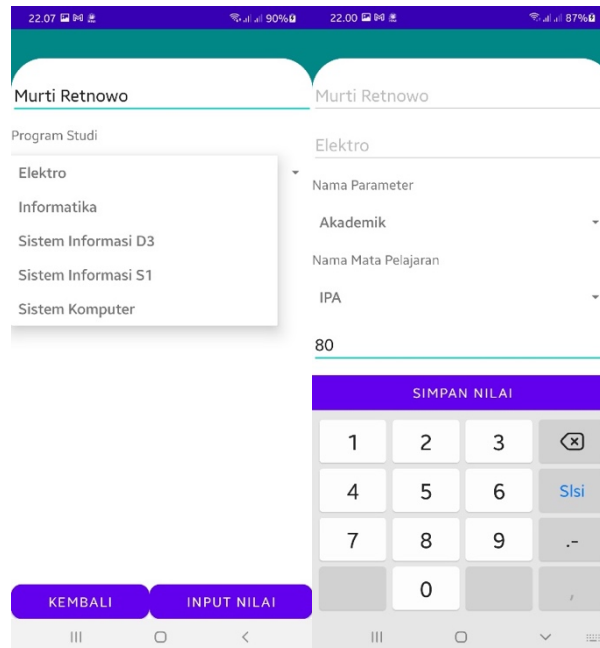 22.07
90%
Murti Retnowo
Program Studi
Elektro
Informatika
Sistem Informasi D3
Sistem Informasi S1
Sistem Komputer
KEMBALI
INPUT NILAI
22.00
87%
Murti Retnowo
Elektro
Nama Parameter
Akademik
Nama Mata Pelajaran
IPA
80
SIMPAN NILAI
1 2 3
4 5 6 Slsi
7 8 9 .-
0 ,